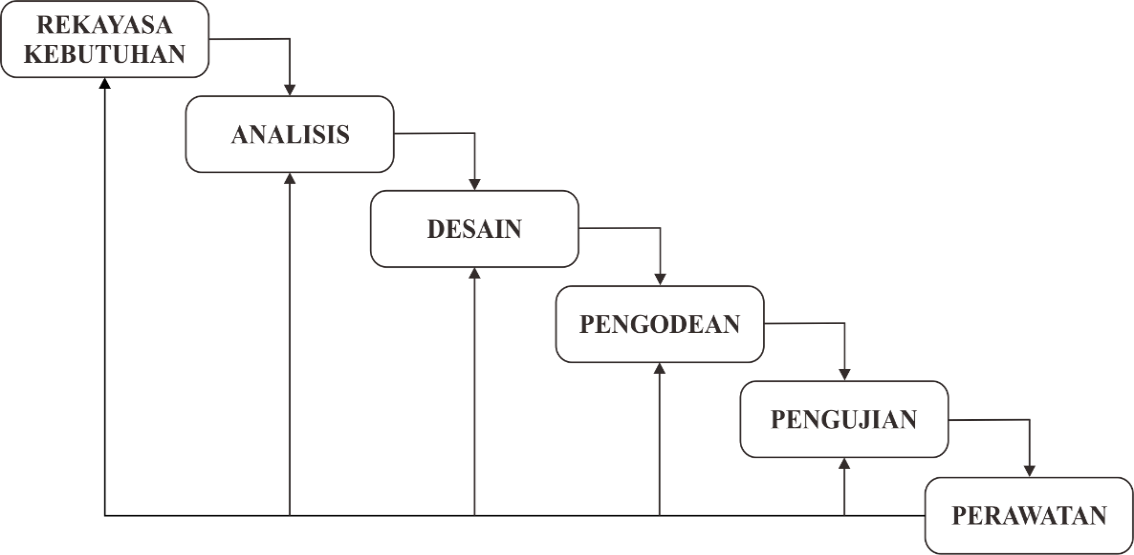 REKAYASA
KEBUTUHAN
ANALISIS
DESAIN
PENGODEAN
PENGUJIAN
PERAWATAN